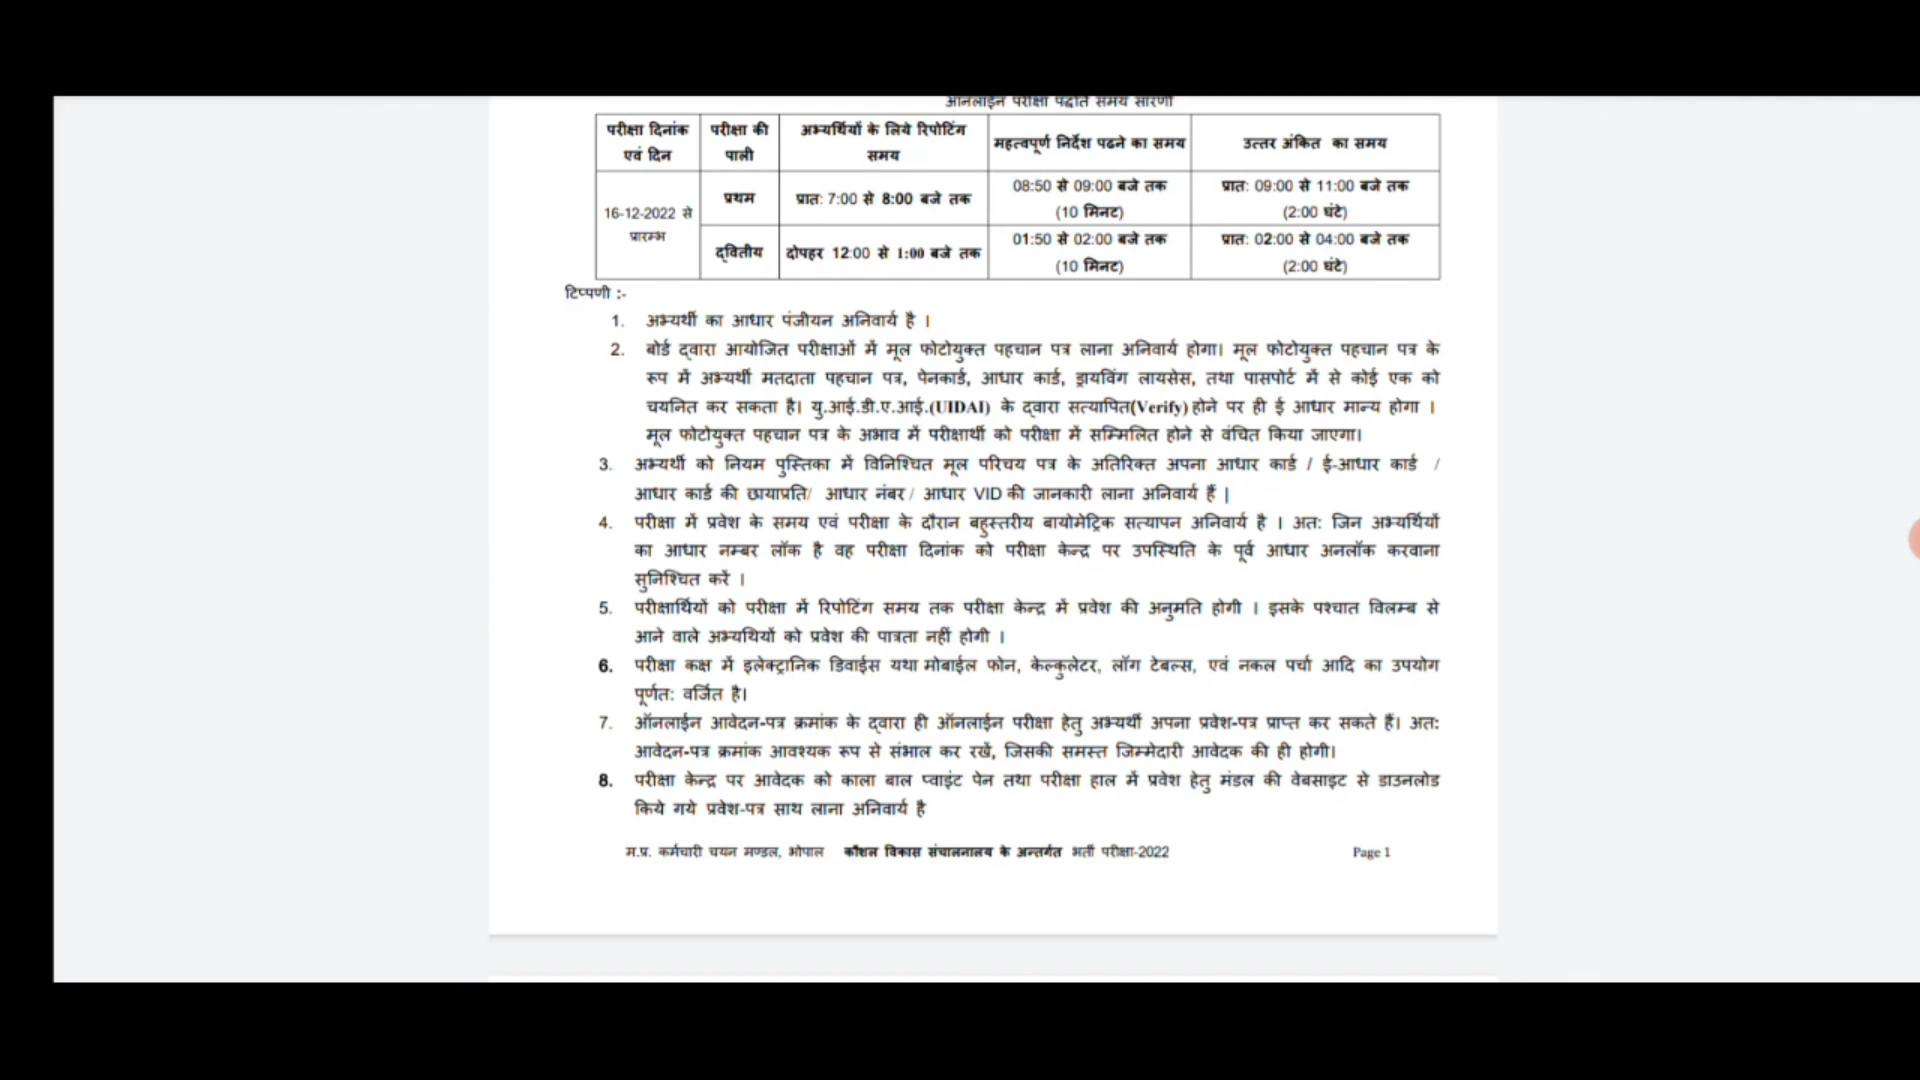 ऑनलाईन परीक्षा पद्धति समय सारणी
परीक्षा दिनांक एवं दिन | परीक्षा की पाली | अभ्यर्थियों के लिये रिपोटिंग समय | महत्वपूर्ण निर्देश पढने का समय | उत्तर अंकित का समय
16-12-2022 से प्रारम्भ | प्रथम | प्रात: 7:00 से 8:00 बजे तक | 08:50 से 09:00 बजे तक (10 मिनट) | प्रात: 09:00 से 11:00 बजे तक (2:00 घंटे)
द्वितीय | दोपहर 12:00 से 1:00 बजे तक | 01:50 से 02:00 बजे तक (10 मिनट) | प्रात: 02:00 से 04:00 बजे तक (2:00 घंटे)
टिप्पणी :-
1. अभ्यर्थी का आधार पंजीयन अनिवार्य है ।
2. बोर्ड द्वारा आयोजित परीक्षाओं में मूल फोटोयुक्त पहचान पत्र लाना अनिवार्य होगा। मूल फोटोयुक्त पहचान पत्र के
रूप में अभ्यर्थी मतदाता पहचान पत्र, पेनकार्ड, आधार कार्ड, ड्रायविंग लायसेंस, तथा पासपोर्ट में से कोई एक को
चयनित कर सकता है। यु.आई.डी.ए.आई.(UIDAI) के द्वारा सत्यापित(Verify) होने पर ही ई आधार मान्य होगा ।
मूल फोटोयुक्त पहचान पत्र के अभाव में परीक्षार्थी को परीक्षा में सम्मिलित होने से वंचित किया जाएगा।
3. अभ्यर्थी को नियम पुस्तिका में विनिश्चित मूल परिचय पत्र के अतिरिक्त अपना आधार कार्ड / ई-आधार कार्ड /
आधार कार्ड की छायाप्रति/ आधार नंबर / आधार VID की जानकारी लाना अनिवार्य हैं |
4. परीक्षा में प्रवेश के समय एवं परीक्षा के दौरान बहुस्तरीय बायोमेट्रिक सत्यापन अनिवार्य है । अत: जिन अभ्यर्थियों
का आधार नम्बर लॉक है वह परीक्षा दिनांक को परीक्षा केन्द्र पर उपस्थिति के पूर्व आधार अनलॉक करवाना
सुनिश्चित करें ।
5. परीक्षार्थियों को परीक्षा में रिपोटिंग समय तक परीक्षा केन्द्र में प्रवेश की अनुमति होगी । इसके पश्चात विलम्ब से
आने वाले अभ्यथियों को प्रवेश की पात्रता नहीं होगी ।
6. परीक्षा कक्ष में इलेक्ट्रानिक डिवाईस यथा मोबाईल फोन, केल्कुलेटर, लॉग टेबल्स, एवं नकल पर्चा आदि का उपयोग
पूर्णत: वर्जित है।
7. ऑनलाईन आवेदन-पत्र क्रमांक के द्वारा ही ऑनलाईन परीक्षा हेतु अभ्यर्थी अपना प्रवेश-पत्र प्राप्त कर सकते हैं। अत:
आवेदन-पत्र क्रमांक आवश्यक रूप से संभाल कर रखें, जिसकी समस्त जिम्मेदारी आवेदक की ही होगी।
8. परीक्षा केन्द्र पर आवेदक को काला बाल प्वाइंट पेन तथा परीक्षा हाल में प्रवेश हेतु मंडल की वेबसाइट से डाउनलोड
किये गये प्रवेश-पत्र साथ लाना अनिवार्य है
म.प्र. कर्मचारी चयन मण्डल, भोपाल कौशल विकास संचालनालय के अन्तर्गत भर्ती परीक्षा-2022 Page 1